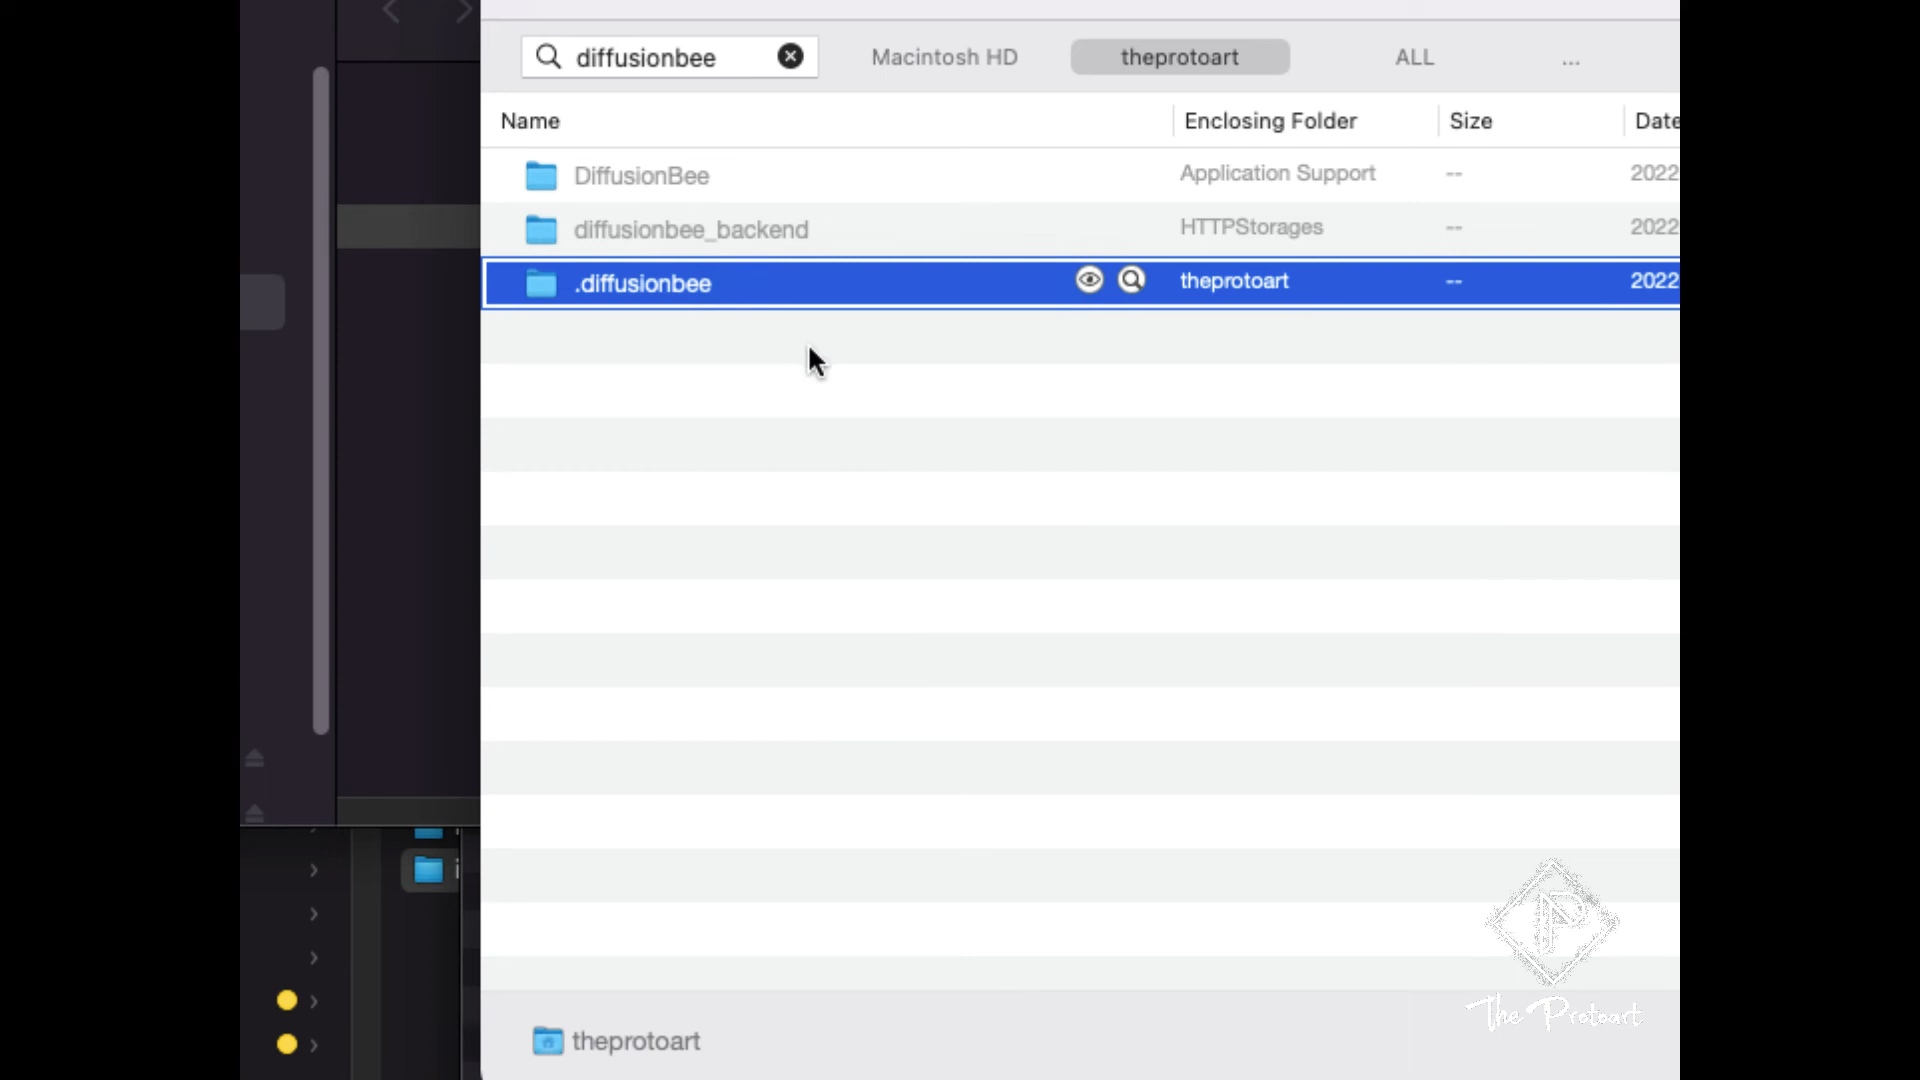 diffusionbee
Macintosh HD
theprotoart
ALL
...
Name
Enclosing Folder
Size
Date
DiffusionBee
Application Support
--
2022
diffusionbee_backend
HTTPStorages
--
2022
.diffusionbee
theprotoart
--
2022
theprotoart
The Protoart